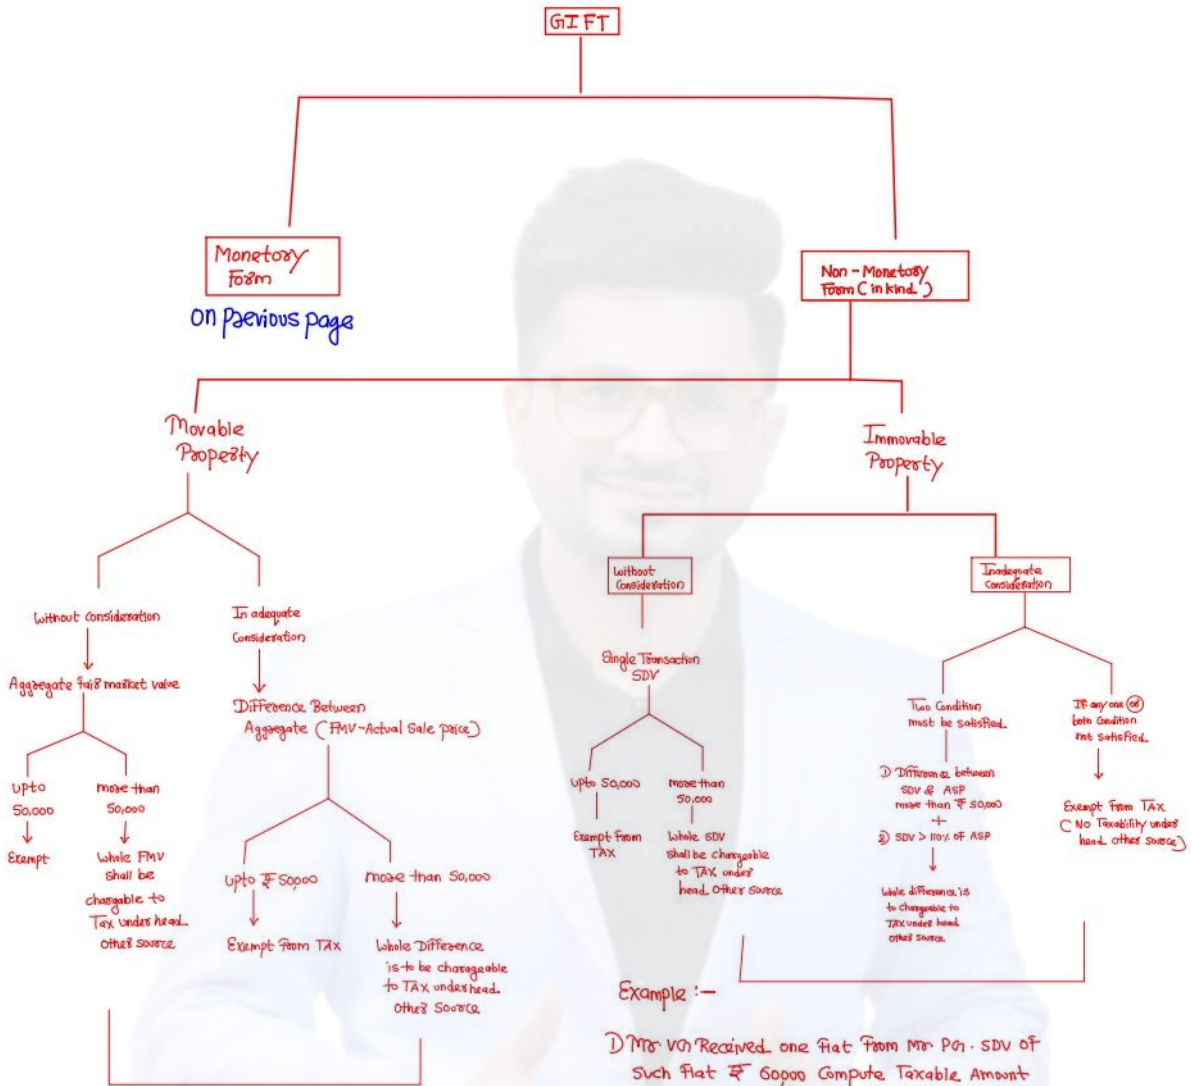 GIFT
Monetory
Form
on previous page
Non-Monetory
Form (in kind)
Movable
Property
Immovable
Property
Without consideration
Aggregate fair market value
upto
50,000
Exempt
more than
50,000
Whole FMV
shall be
chargable to
Tax under head
other source
In adequate
Consideration
Difference Between
Aggregate (FMV-Actual Sale price)
upto ₹ 50,000
Exempt From TAX
more than 50,000
Whole Difference
is to be charageable
to TAX under head
other Source
Without
Consideration
Single Transaction
SDV
upto 50,000
Exempt From
TAX
more than
50,000
Whole SDV
shall be chargeable
to TAX under
head other source
Inadequate
Consideration
Two Condition
must be satisfied
1) Difference between
SDV & ASP
more than ₹ 50,000
+
2) SDV > 110% of ASP
Whole difference is
to chargeable to
TAX under head
other source
If any one or
both condition
not satisfied
Exempt From TAX
(No Taxability under
head other source)
Example :-
1) Mr. VG Received one flat From Mr. PG. SDV of
such flat ₹ 60000 Compute Taxable Amount